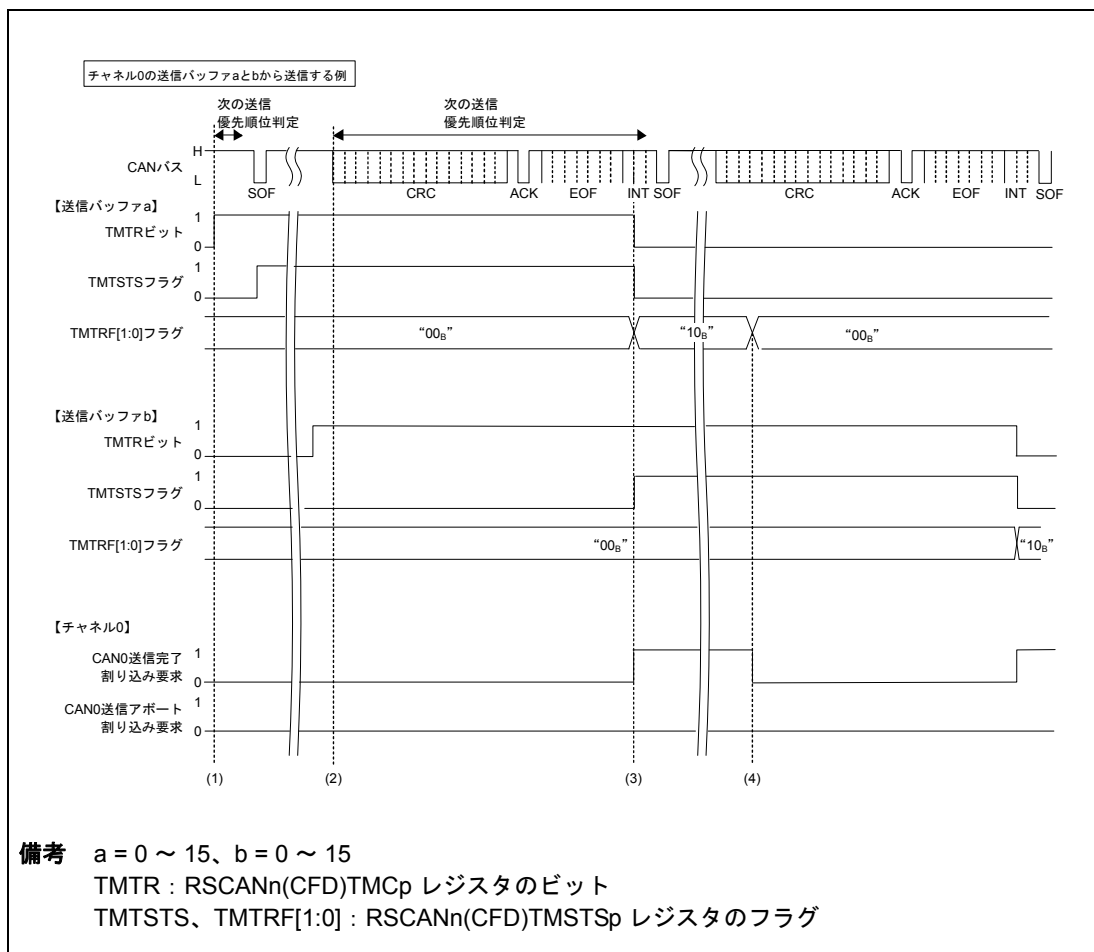 チャネル0の送信バッファaとbから送信する例
次の送信
優先順位判定
次の送信
優先順位判定
H
CANバス
L
SOF
CRC
ACK
EOF
INT
SOF
CRC
ACK
EOF
INT
SOF
【送信バッファa】
1
TMTRビット
0
1
TMTSTSフラグ
0
TMTRF[1:0]フラグ
“00B”
“10B”
“00B”
【送信バッファb】
1
TMTRビット
0
1
TMTSTSフラグ
0
TMTRF[1:0]フラグ
“00B”
“10B”
【チャネル0】
CAN0送信完了 1
割り込み要求 0
CAN0送信アボート 1
割り込み要求 0
(1)
(2)
(3)
(4)
備考 a = 0 ～ 15、b = 0 ～ 15
TMTR：RSCANn(CFD)TMCp レジスタのビット
TMTSTS、TMTRF[1:0]：RSCANn(CFD)TMSTSp レジスタのフラグ